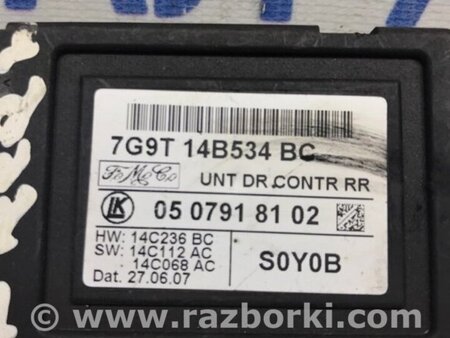 7G9T 14B534 BC
FoMoCo UNT DR CONTR RR
LK 05 0791 81 02
HW: 14C236 BC
SW: 14C112 AC
14C068 AC
Dat. 27.06.07
S0Y0B
www.razborki.com